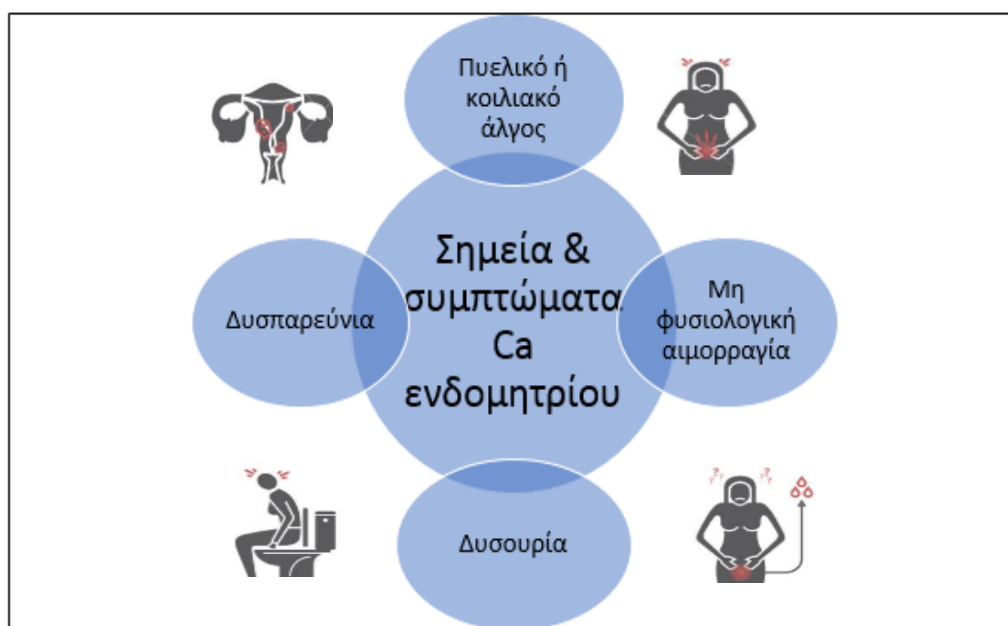 Πυελικό ή
κοιλιακό
άλγος
Σημεία &
συμπτώματα
Ca
ενδομητρίου
Δυσπαρεύνια
Μη
φυσιολογική
αιμορραγία
Δυσουρία